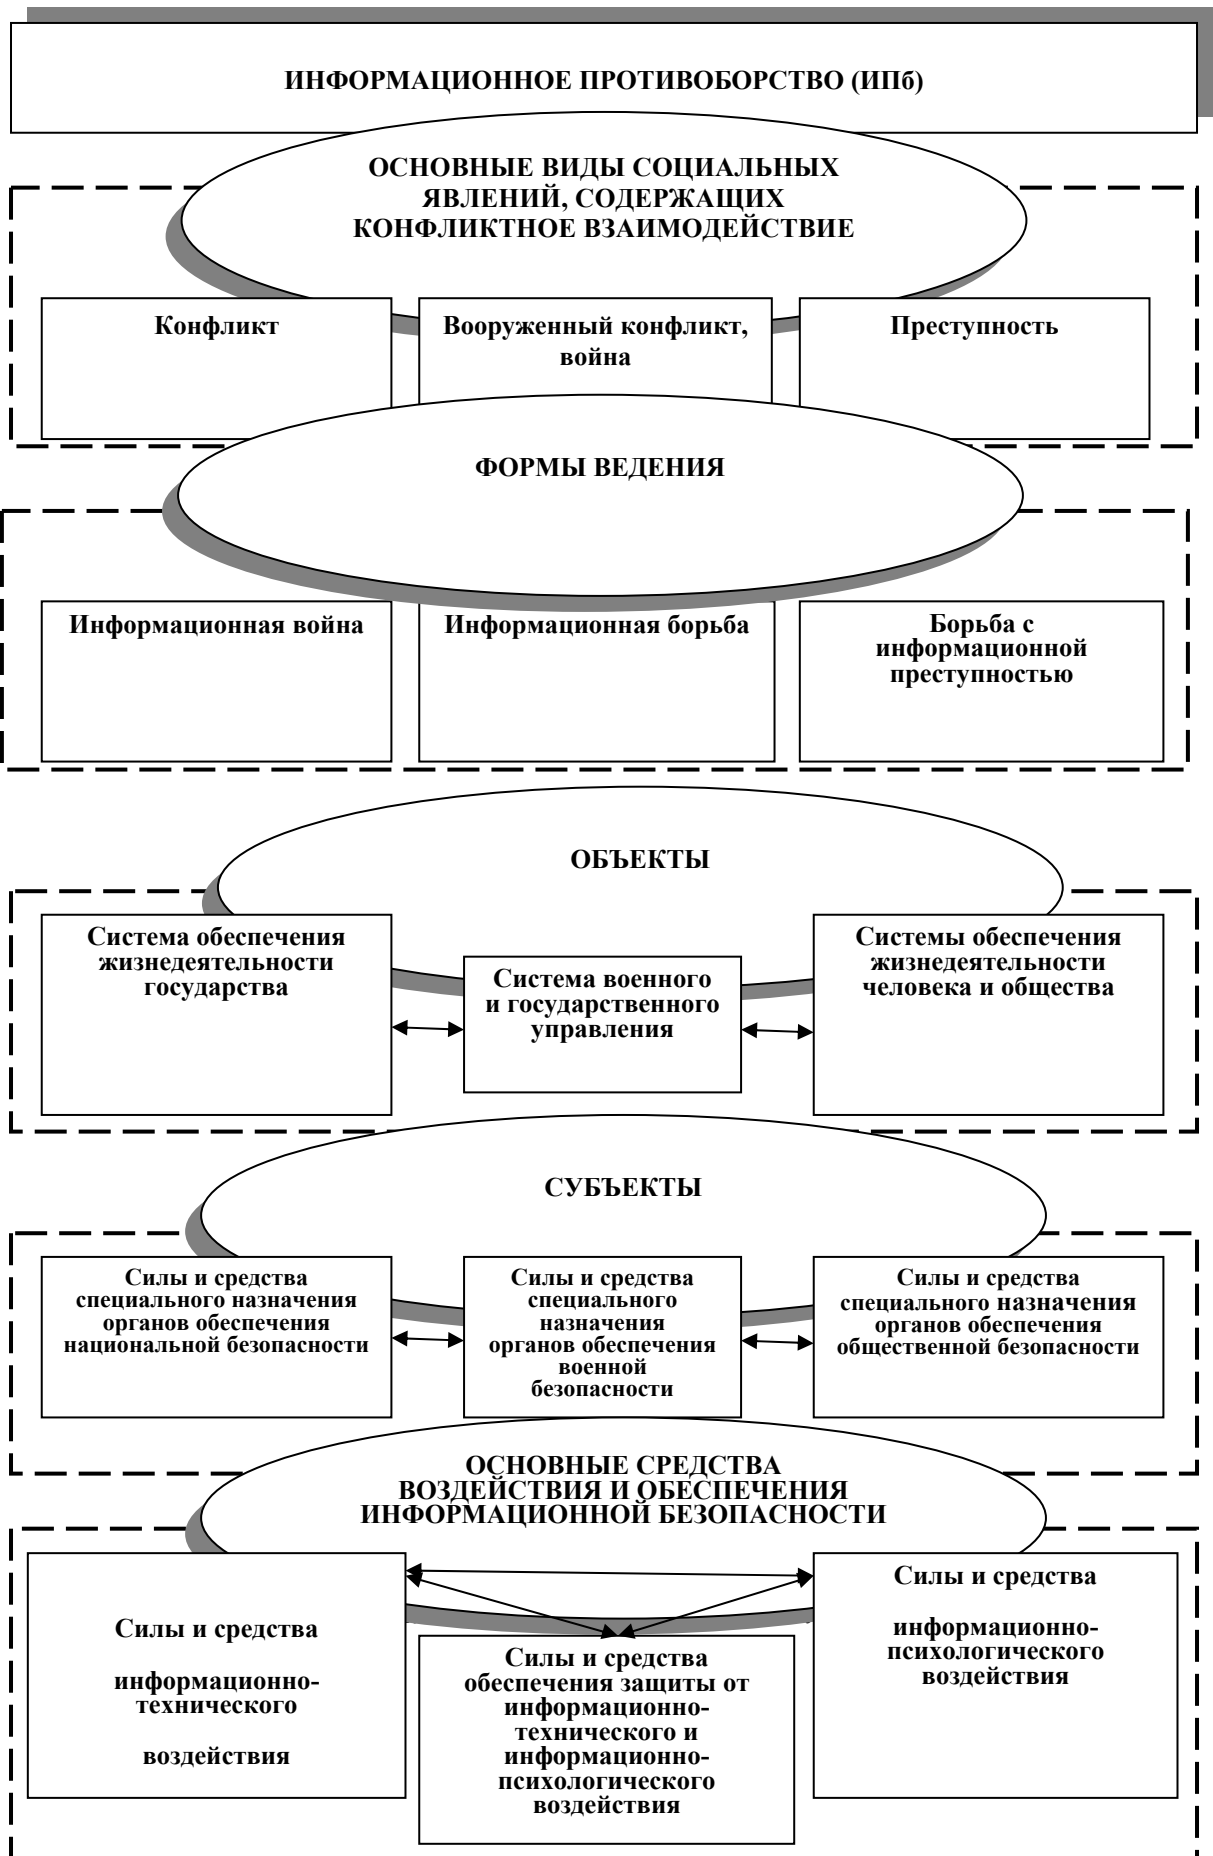 ИНФОРМАЦИОННОЕ ПРОТИВОБОРСТВО (ИПб)
ОСНОВНЫЕ ВИДЫ СОЦИАЛЬНЫХ
ЯВЛЕНИЙ, СОДЕРЖАЩИХ
КОНФЛИКТНОЕ ВЗАИМОДЕЙСТВИЕ
Конфликт
Вооруженный конфликт,
война
Преступность
ФОРМЫ ВЕДЕНИЯ
Информационная война
Информационная борьба
Борьба с
информационной
преступностью
ОБЪЕКТЫ
Система обеспечения
жизнедеятельности
государства
Система военного
и государственного
управления
Системы обеспечения
жизнедеятельности
человека и общества
СУБЪЕКТЫ
Силы и средства
специального назначения
органов обеспечения
национальной безопасности
Силы и средства
специального
назначения
органов обеспечения
военной
безопасности
Силы и средства
специального назначения
органов обеспечения
общественной безопасности
ОСНОВНЫЕ СРЕДСТВА
ВОЗДЕЙСТВИЯ И ОБЕСПЕЧЕНИЯ
ИНФОРМАЦИОННОЙ БЕЗОПАСНОСТИ
Силы и средства
информационно-
технического
воздействия
Силы и средства
обеспечения защиты от
информационно-
технического и
информационно-
психологического
воздействия
Силы и средства
информационно-
психологического
воздействия